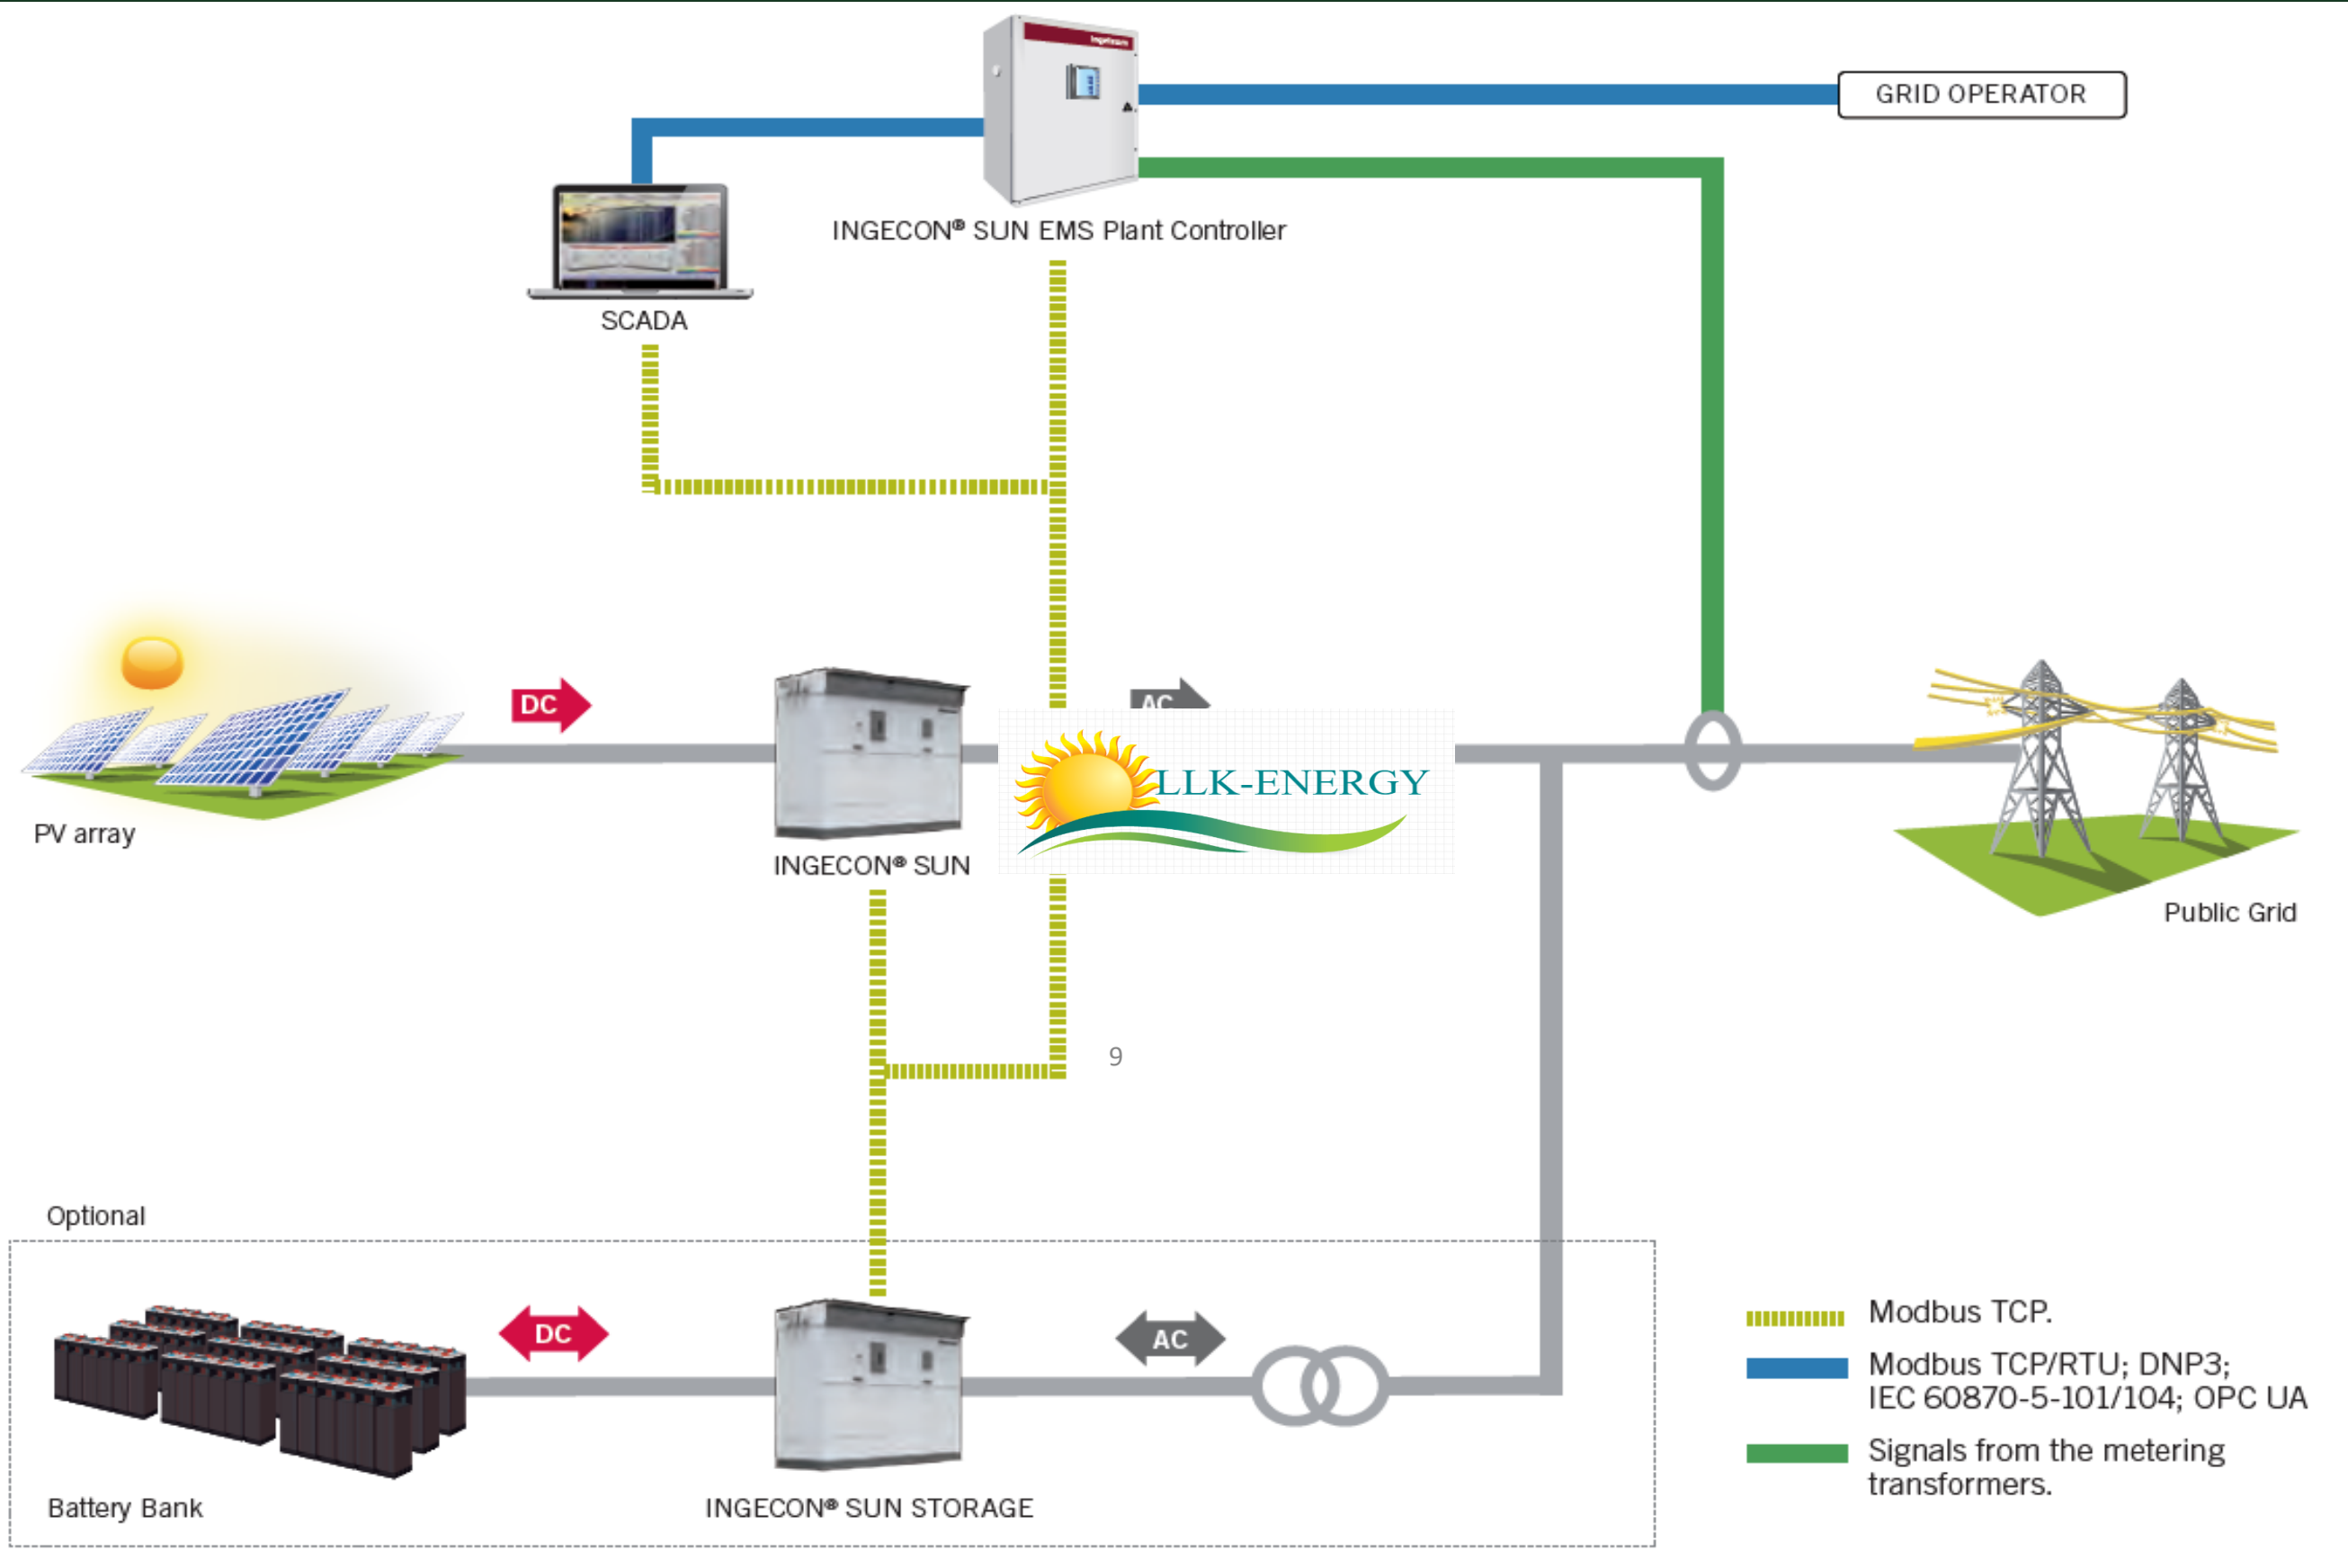 ingeteam
GRID OPERATOR
INGECON® SUN EMS Plant Controller
SCADA
DC
AC
LLK-ENERGY
PV array
INGECON® SUN
Public Grid
9
Optional
DC
AC
Battery Bank
INGECON® SUN STORAGE
Modbus TCP.
Modbus TCP/RTU; DNP3;
IEC 60870-5-101/104; OPC UA
Signals from the metering
transformers.